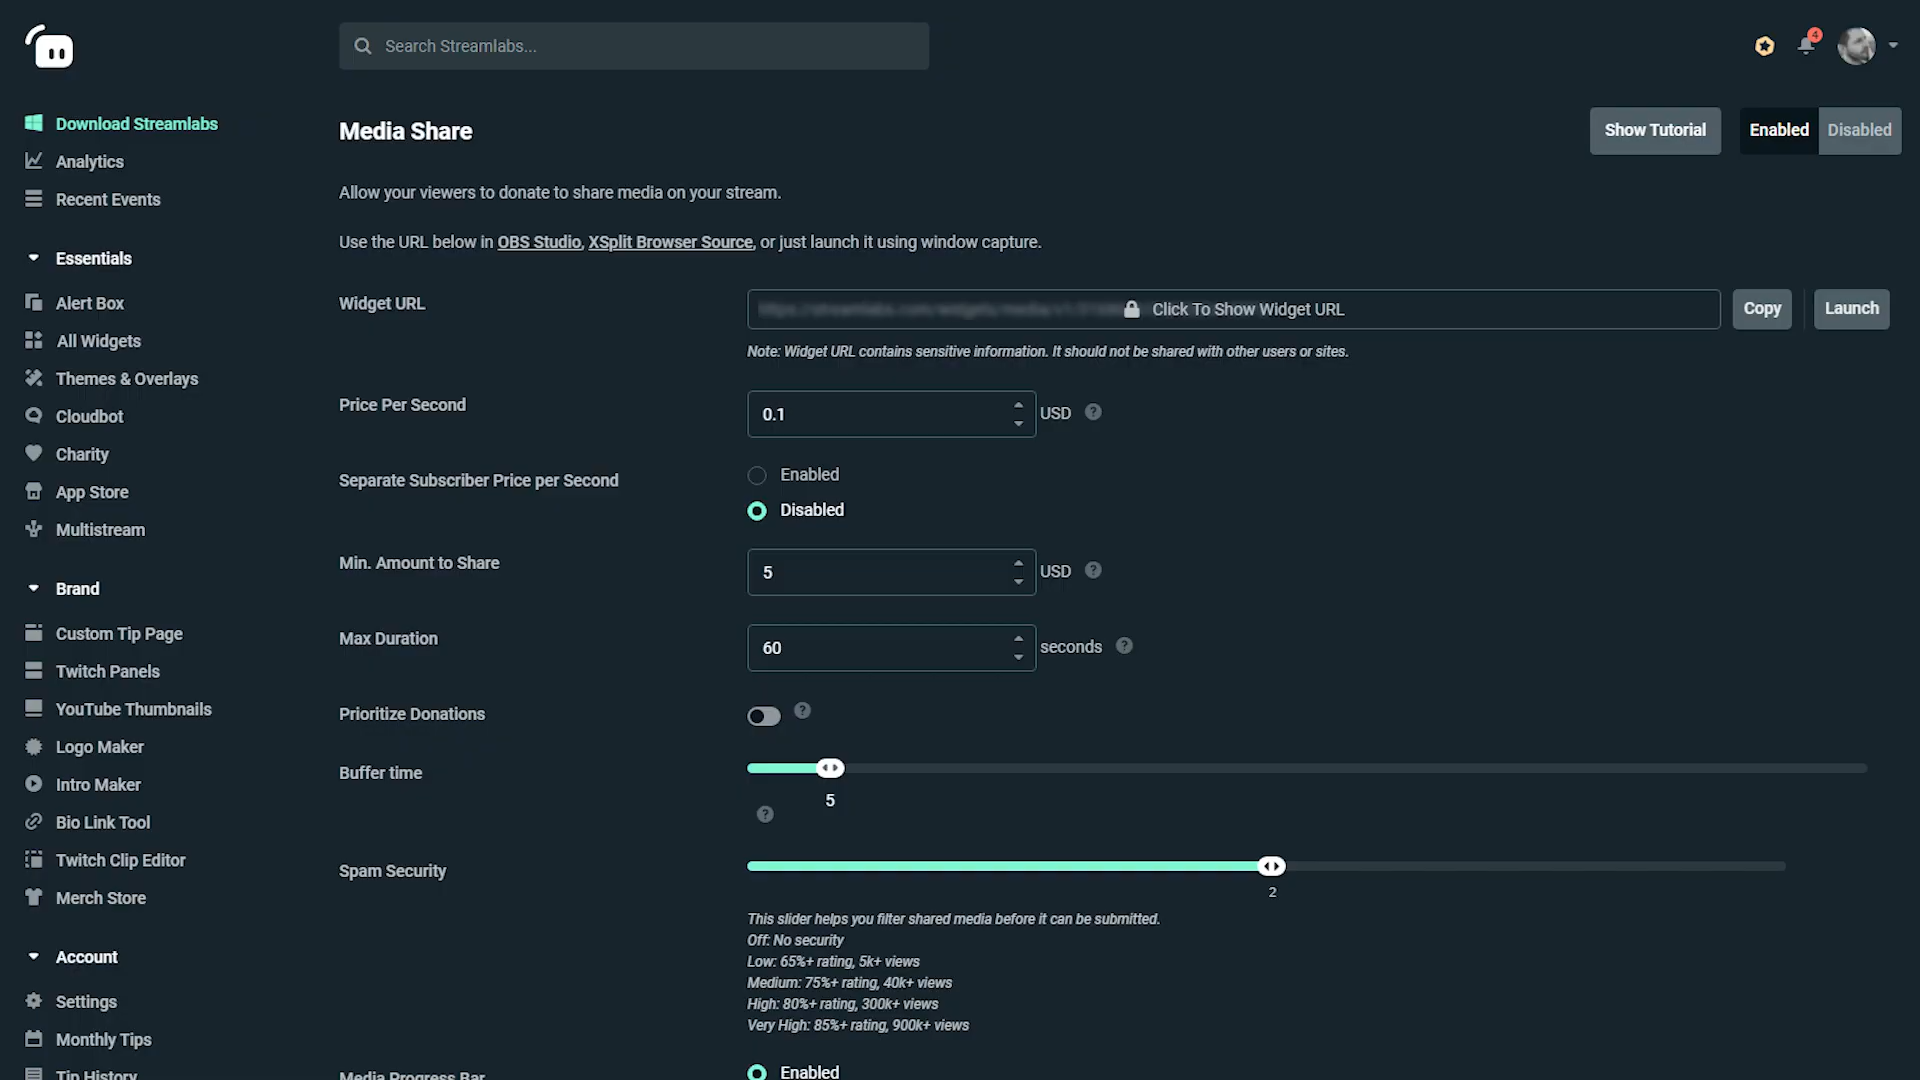 Search Streamlabs...
4
Download Streamlabs
Analytics
Recent Events
Essentials
Alert Box
All Widgets
Themes & Overlays
Cloudbot
Charity
App Store
Multistream
Brand
Custom Tip Page
Twitch Panels
YouTube Thumbnails
Logo Maker
Intro Maker
Bio Link Tool
Twitch Clip Editor
Merch Store
Account
Settings
Monthly Tips
Tip History
Media Share
Show Tutorial
Enabled
Disabled
Allow your viewers to donate to share media on your stream.
Use the URL below in OBS Studio, XSplit Browser Source, or just launch it using window capture.
Widget URL
Click To Show Widget URL
Copy
Launch
Note: Widget URL contains sensitive information. It should not be shared with other users or sites.
Price Per Second
0.1
USD
?
Separate Subscriber Price per Second
Enabled
Disabled
Min. Amount to Share
5
USD
?
Max Duration
60
seconds
?
Prioritize Donations
?
Buffer time
5
?
Spam Security
2
This slider helps you filter shared media before it can be submitted.
Off: No security
Low: 65%+ rating, 5k+ views
Medium: 75%+ rating, 40k+ views
High: 80%+ rating, 300k+ views
Very High: 85%+ rating, 900k+ views
Media Progress Bar
Enabled